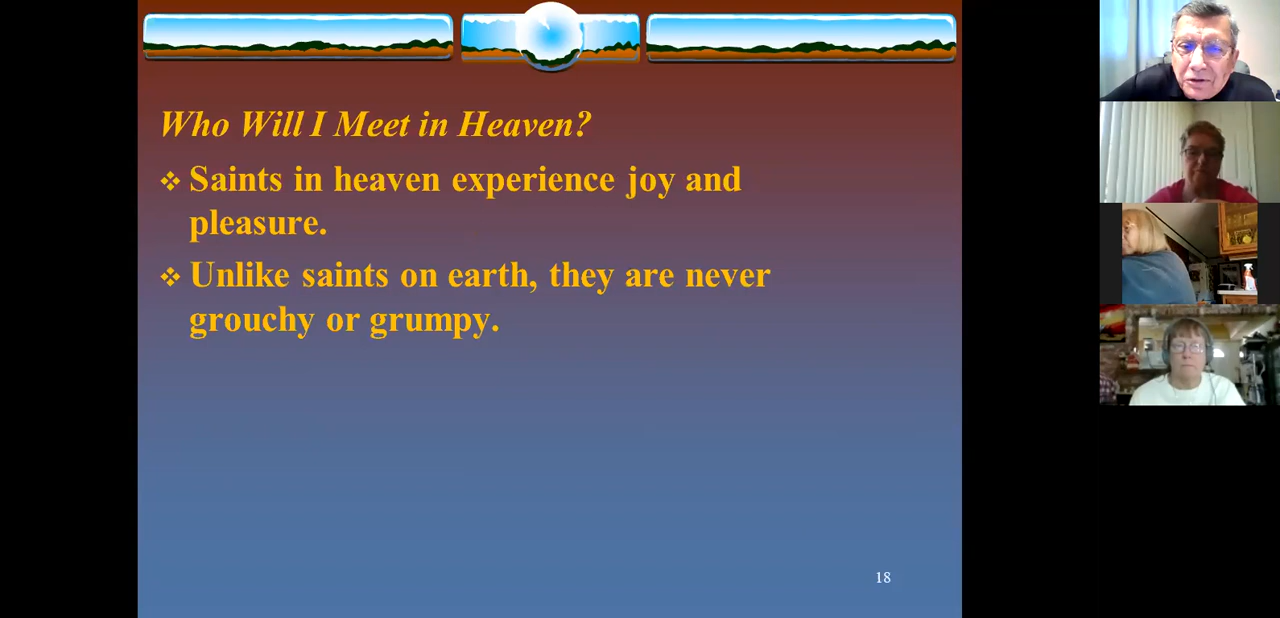 Who Will I Meet in Heaven?
❖ Saints in heaven experience joy and
pleasure.
❖ Unlike saints on earth, they are never
grouchy or grumpy.
18